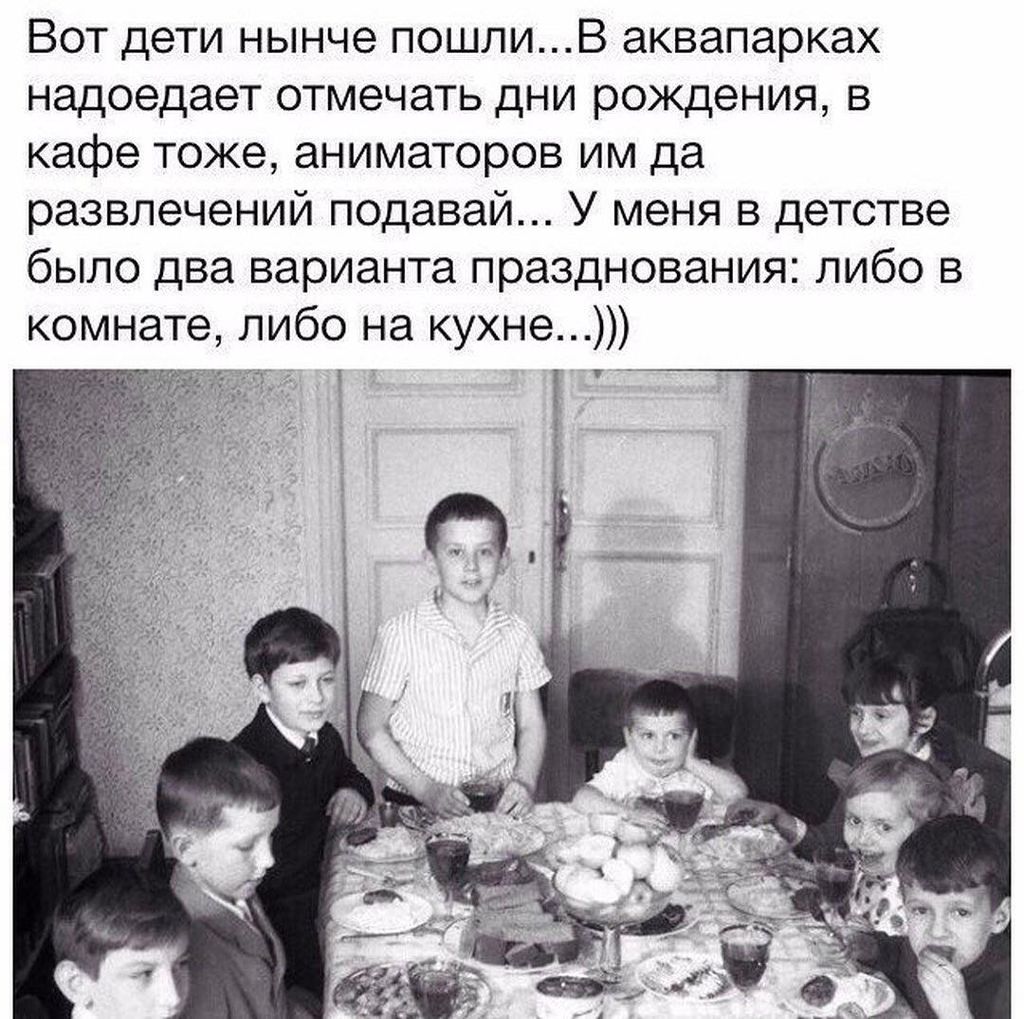 Вот дети нынче пошли...В аквапарках
надоедает отмечать дни рождения, в
кафе тоже, аниматоров им да
развлечений подавай... У меня в детстве
было два варианта празднования: либо в
комнате, либо на кухне...)))